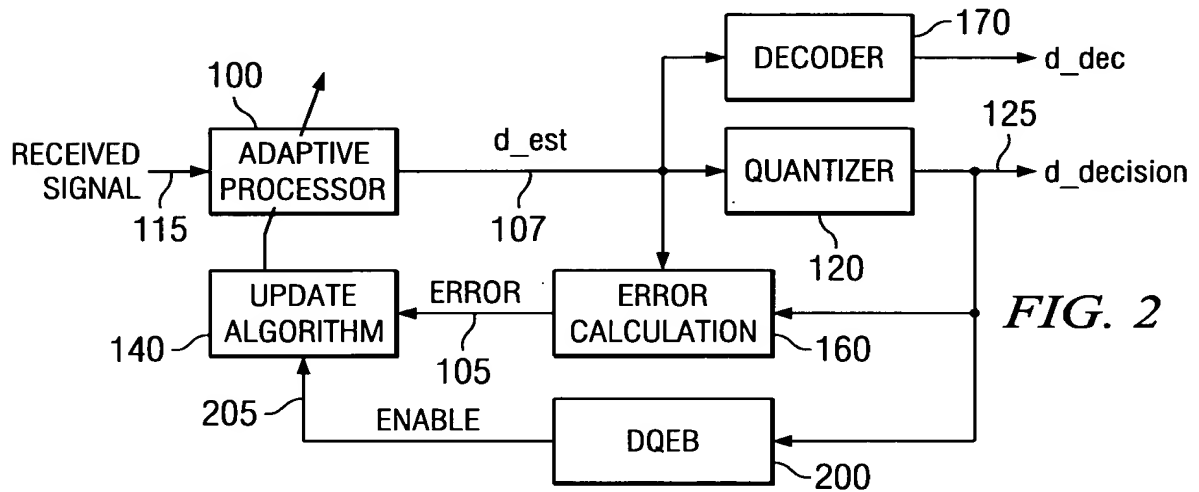 170
DECODER
d_dec
100
125
RECEIVED
SIGNAL
ADAPTIVE
PROCESSOR
d_est
QUANTIZER
d_decision
115
107
120
UPDATE
ALGORITHM
ERROR
ERROR
CALCULATION
FIG. 2
140
105
160
205
ENABLE
DQEB
200